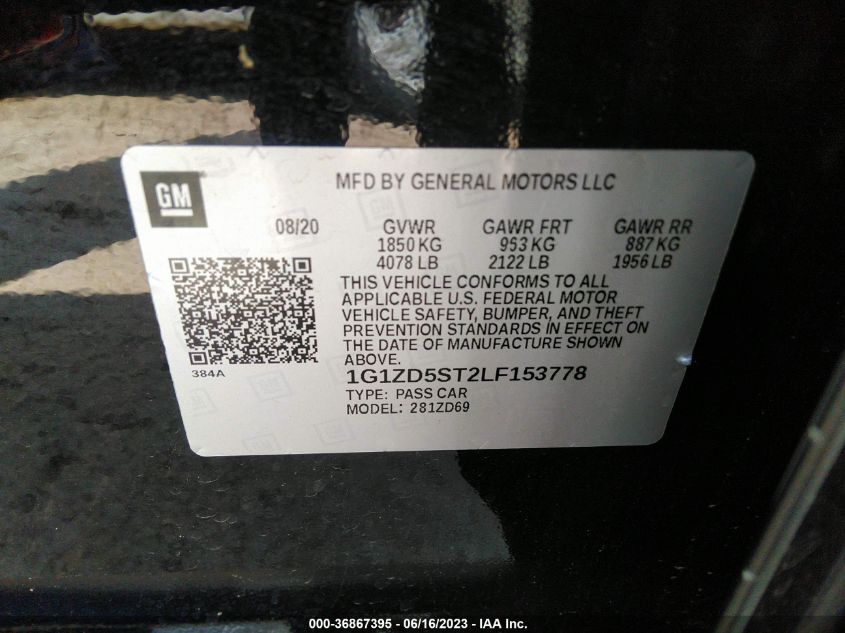 GM
MFD BY GENERAL MOTORS LLC
08/20 GVWR GAWR FRT GAWR RR
1850 KG 953 KG 887 KG
4078 LB 2122 LB 1956 LB
THIS VEHICLE CONFORMS TO ALL
APPLICABLE U.S. FEDERAL MOTOR
VEHICLE SAFETY, BUMPER, AND THEFT
PREVENTION STANDARDS IN EFFECT ON
THE DATE OF MANUFACTURE SHOWN
ABOVE.
384A
1G1ZD5ST2LF153778
TYPE: PASS CAR
MODEL: 281ZD69
000-36867395 - 06/16/2023 - IAA Inc.